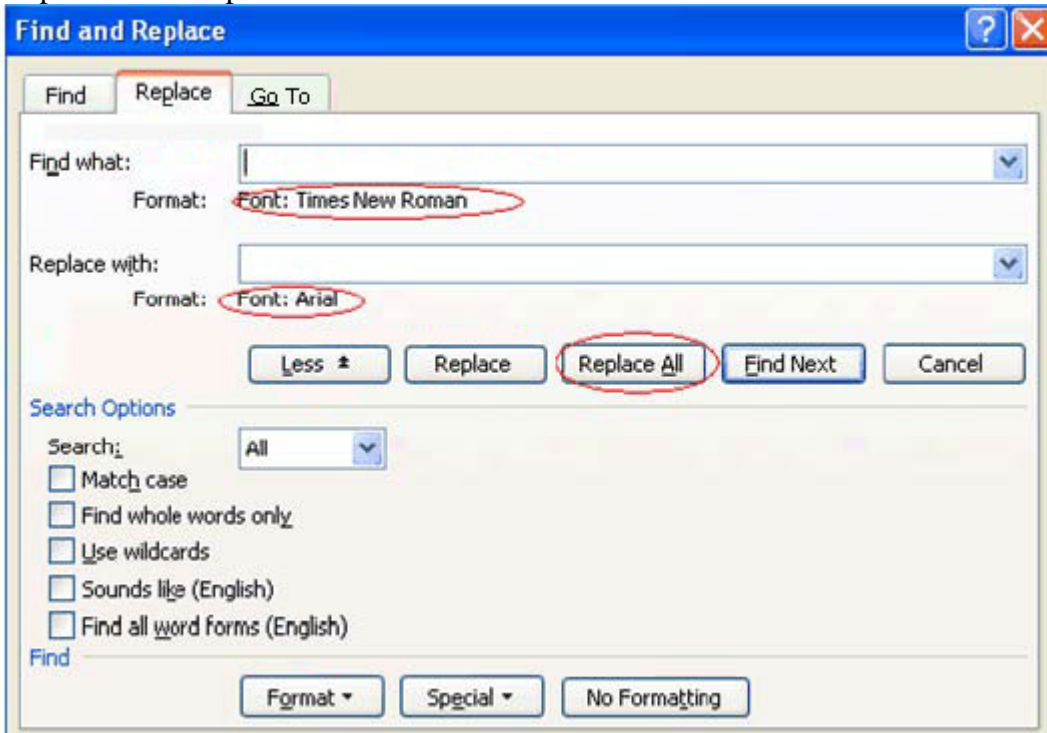 Find and Replace
Find Replace Go To
Find what:
Format: Font: Times New Roman
Replace with:
Format: Font: Arial
Less Replace Replace All Find Next Cancel
Search Options
Search: All
Match case
Find whole words only
Use wildcards
Sounds like (English)
Find all word forms (English)
Find
Format Special No Formatting